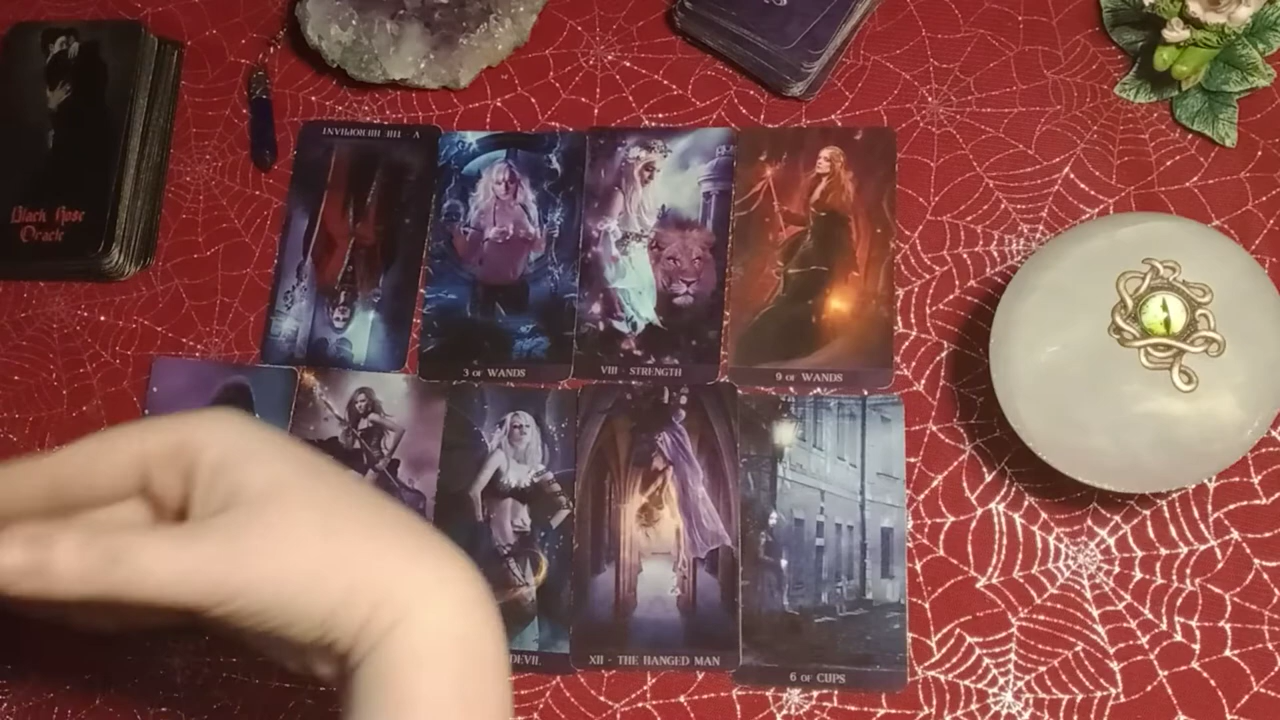 V · THE HIEROPHANT
3 OF WANDS
VIII · STRENGTH
9 OF WANDS
Black Rose
Oracle
DEVIL
XII · THE HANGED MAN
6 OF CUPS